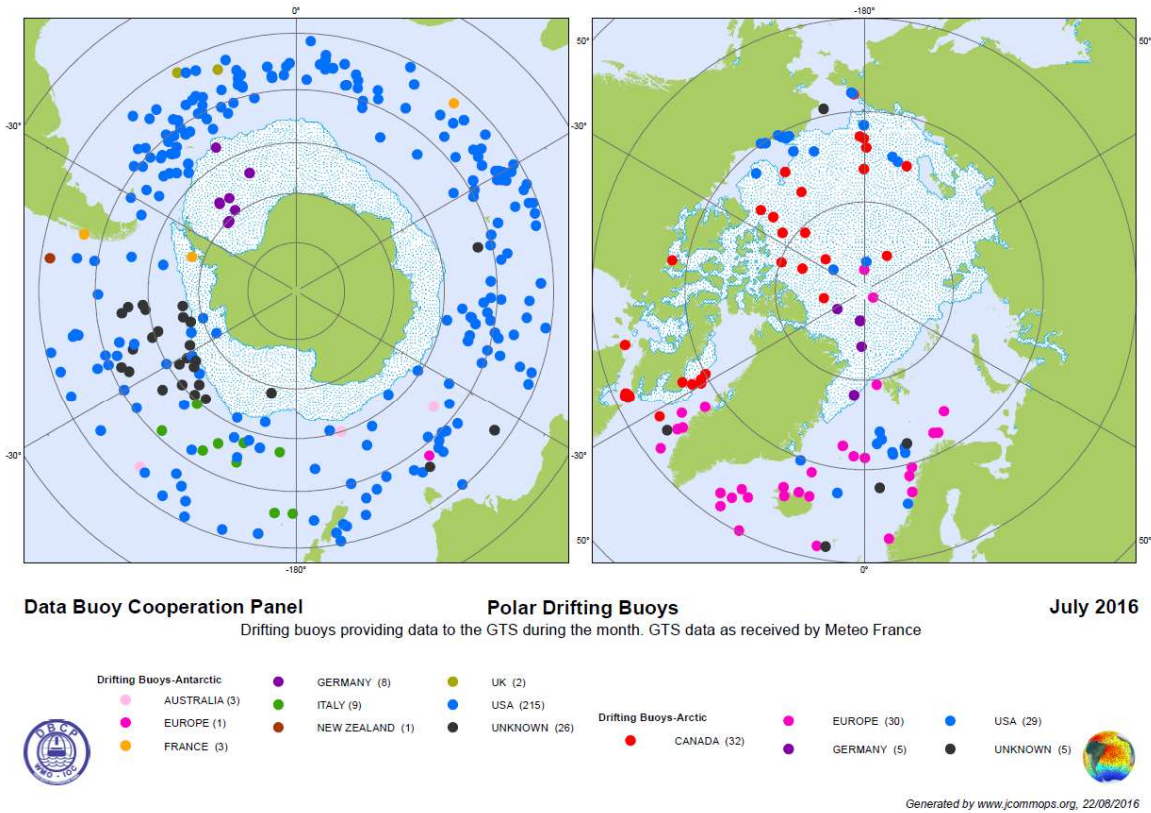 0°
-180°
50°
50°
-30°
-30°
-30°
-30°
-30°
-30°
50°
50°
-180°
0°
Data Buoy Cooperation Panel
Polar Drifting Buoys
July 2016
Drifting buoys providing data to the GTS during the month. GTS data as received by Meteo France
Drifting Buoys-Antarctic
AUSTRALIA (3)
EUROPE (1)
FRANCE (3)
GERMANY (8)
ITALY (9)
NEW ZEALAND (1)
UK (2)
USA (215)
UNKNOWN (26)
Drifting Buoys-Arctic
CANADA (32)
EUROPE (30)
GERMANY (5)
USA (29)
UNKNOWN (5)
DBCP
WMO - IOC
Generated by www.jcommops.org, 22/08/2016